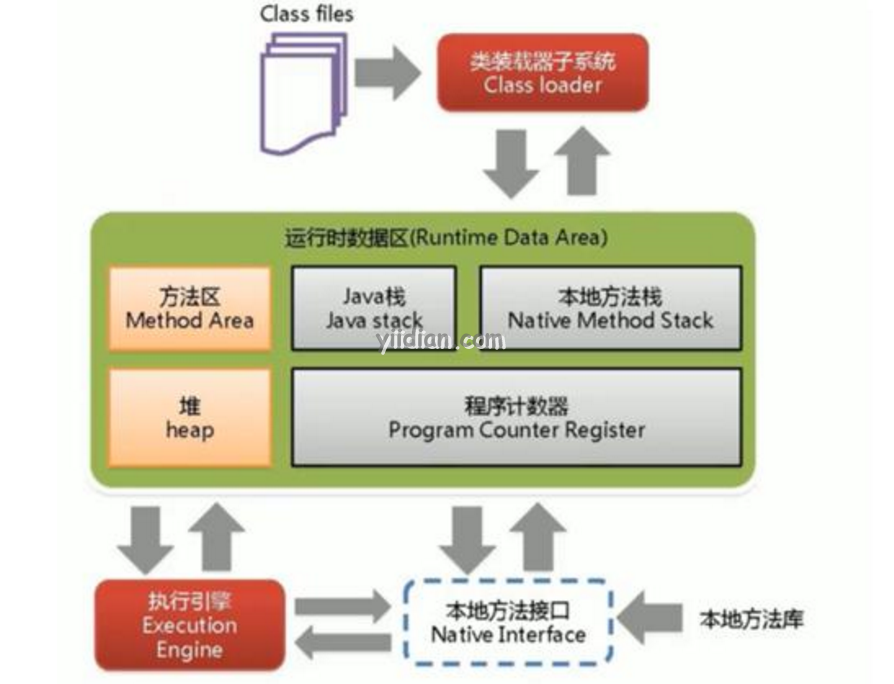 Class files
类装载器子系统
Class loader
运行时数据区(Runtime Data Area)
方法区
Method Area
Java栈
Java stack
本地方法栈
Native Method Stack
yiidian.com
堆
heap
程序计数器
Program Counter Register
执行引擎
Execution
Engine
本地方法接口
Native Interface
本地方法库